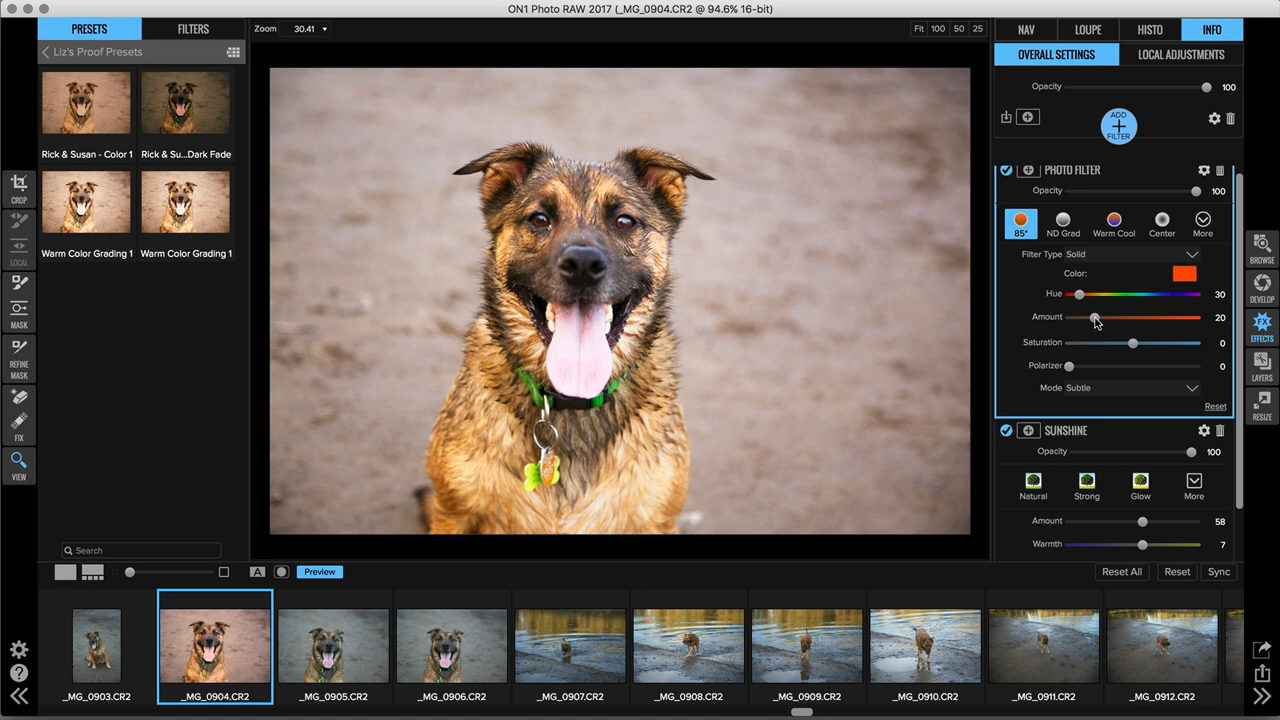 ON1 Photo RAW 2017 (_MG_0904.CR2 @ 94.6% 16-bit)
PRESETS
FILTERS
Zoom
30.41
Fit
100
50
25
NAV
LOUPE
HISTO
INFO
Liz's Proof Presets
OVERALL SETTINGS
LOCAL ADJUSTMENTS
Opacity
100
ADD
FILTER
Rick & Susan - Color 1
Rick & Su...Dark Fade
Warm Color Grading 1
Warm Color Grading 1
CROP
LOCAL
MASK
REFINE
MASK
FIX
VIEW
PHOTO FILTER
Opacity
100
85°
ND Grad
Warm Cool
Center
More
Filter Type
Solid
Color:
Hue
30
Amount
20
Saturation
0
Polarizer
0
Mode
Subtle
Reset
SUNSHINE
Opacity
100
Natural
Strong
Glow
More
Amount
58
Warmth
7
BROWSE
DEVELOP
EFFECTS
LAYERS
RESIZE
Search
A
Preview
Reset All
Reset
Sync
_MG_0903.CR2
_MG_0904.CR2
_MG_0905.CR2
_MG_0906.CR2
_MG_0907.CR2
_MG_0908.CR2
_MG_0909.CR2
_MG_0910.CR2
_MG_0911.CR2
_MG_0912.CR2